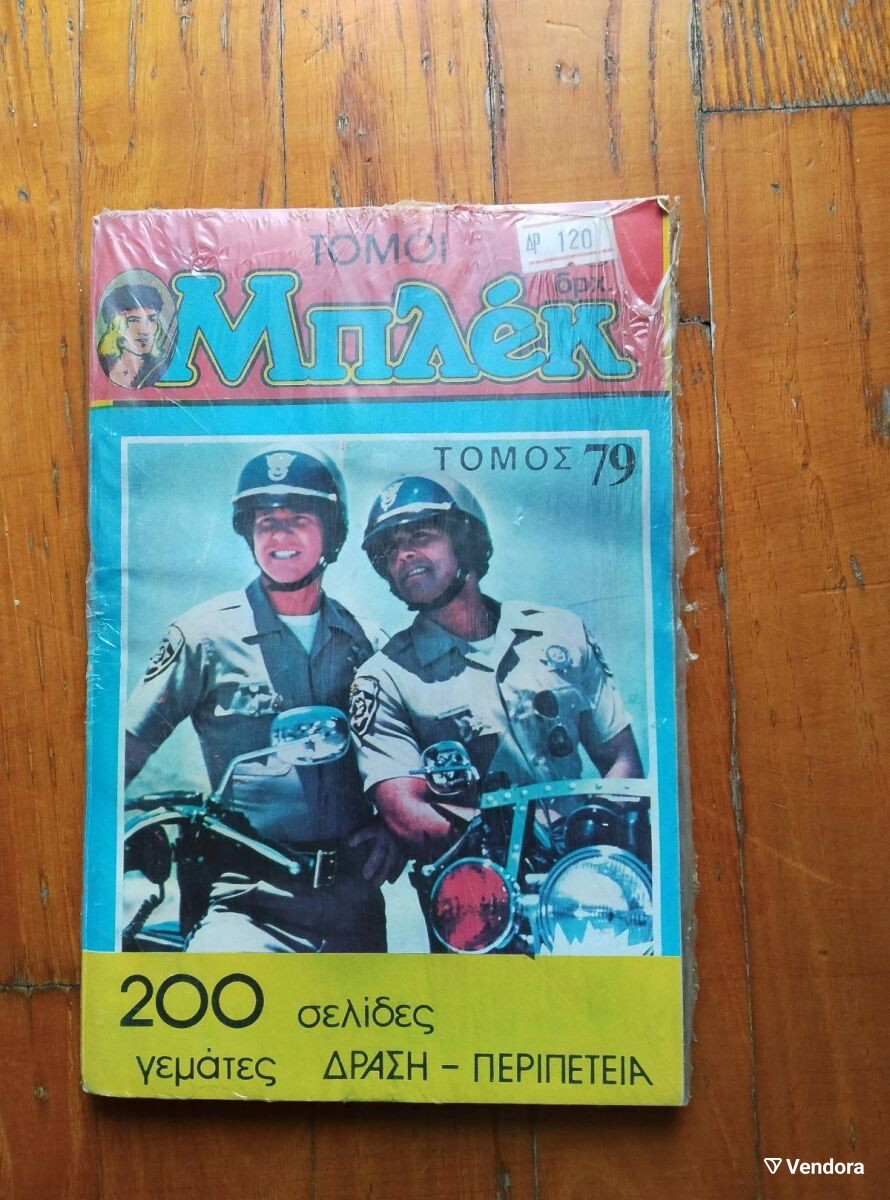 ΤΟΜΟΙ
ΔΡ 120
δρχ.
Μπλέκ
ΤΟΜΟΣ 79
200 σελίδες
γεμάτες ΔΡΑΣΗ - ΠΕΡΙΠΕΤΕΙΑ
Vendora